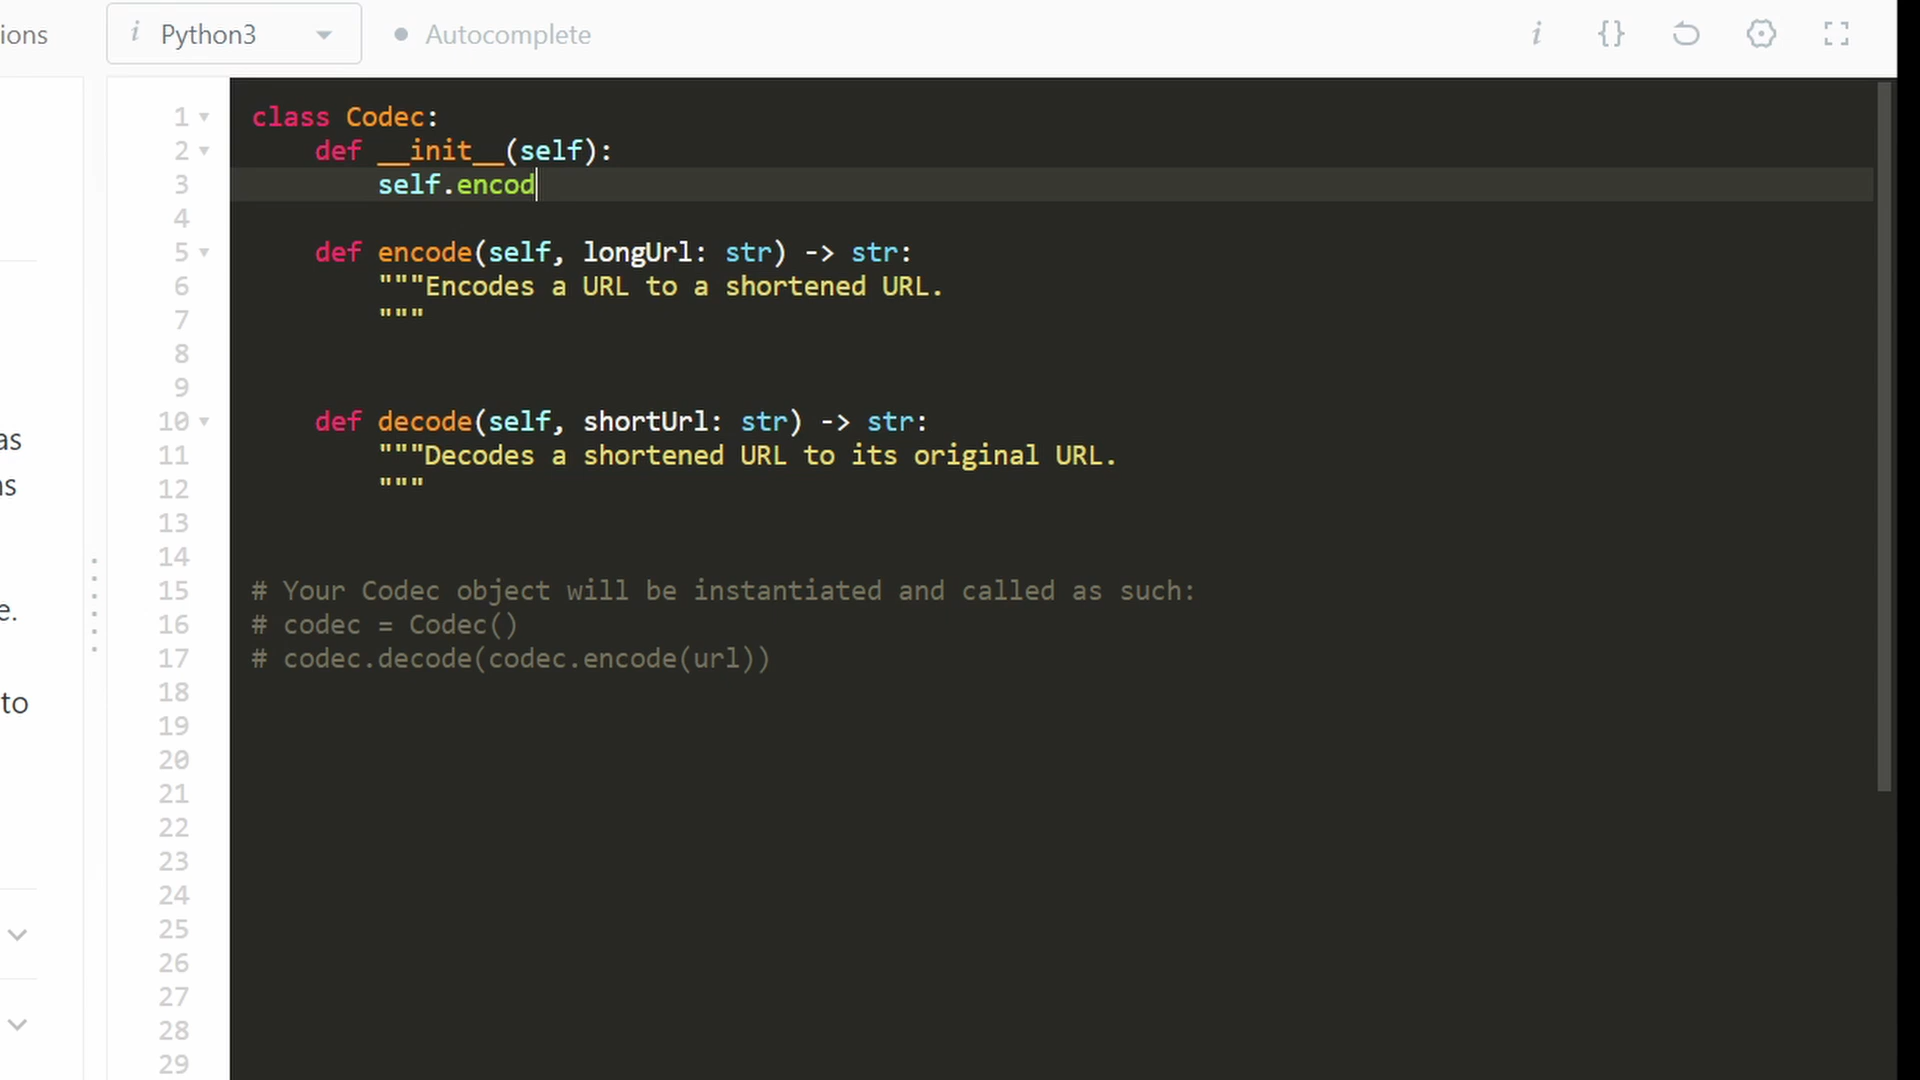 ions
i Python3
Autocomplete
i {}
1 class Codec:
2 def __init__(self):
3 self.encod
4
5 def encode(self, longUrl: str) -> str:
6 """Encodes a URL to a shortened URL.
7 """
8
9
10 def decode(self, shortUrl: str) -> str:
11 """Decodes a shortened URL to its original URL.
12 """
13
14
15 # Your Codec object will be instantiated and called as such:
16 # codec = Codec()
17 # codec.decode(codec.encode(url))
18
19
20
21
22
23
24
25
26
27
28
29
as
ns
e.
to